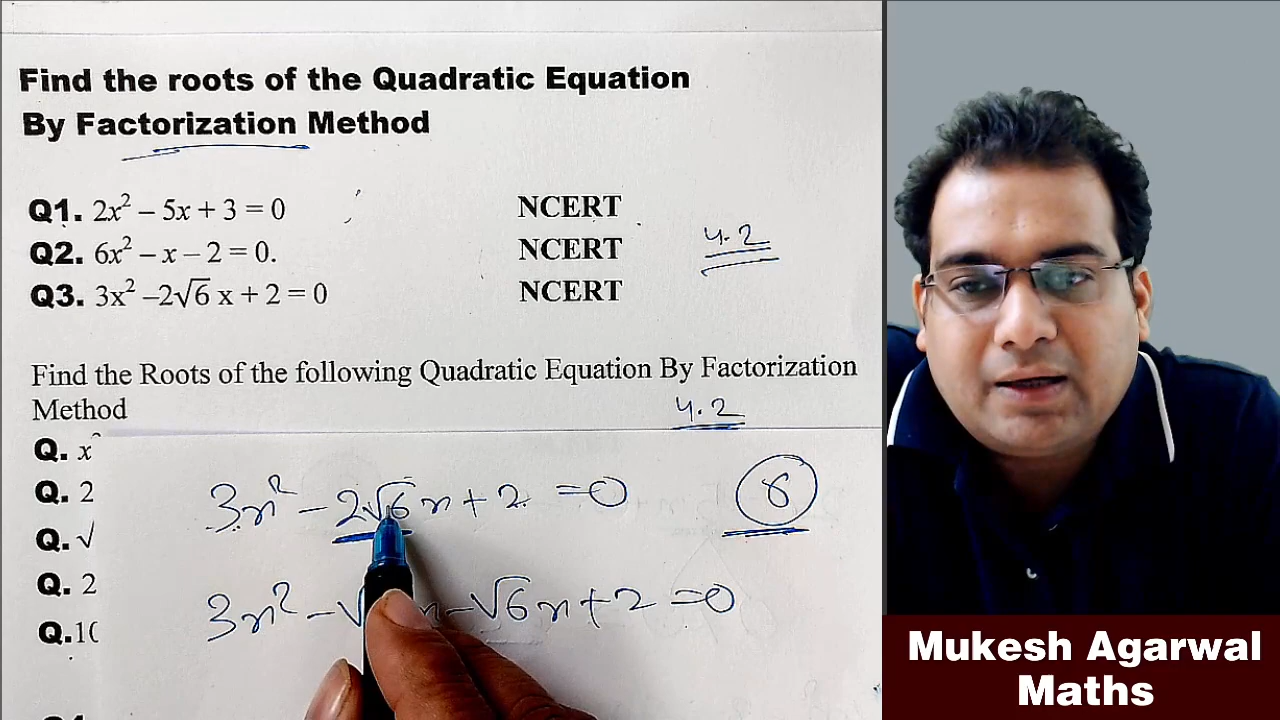 Find the roots of the Quadratic Equation
By Factorization Method
Q1. 2x² – 5x + 3 = 0 NCERT
Q2. 6x² – x – 2 = 0. NCERT 4.2
Q3. 3x² –2√6 x + 2 = 0 NCERT
Find the Roots of the following Quadratic Equation By Factorization
Method 4.2
Q. x
Q. 2
Q. √
Q. 2
Q.1
3x² – 2√6 x + 2 = 0 8
3x² – √ x – √6 x + 2 = 0
Mukesh Agarwal
Maths